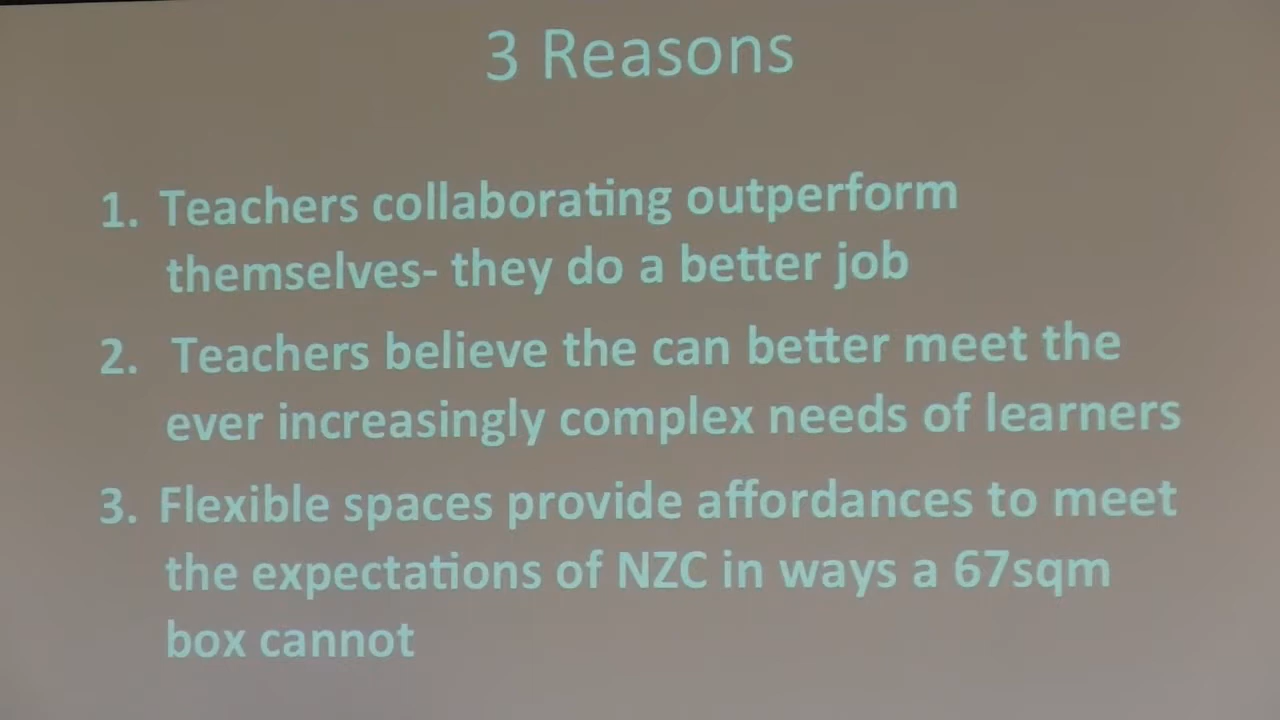 3 Reasons
1. Teachers collaborating outperform
themselves- they do a better job
2. Teachers believe the can better meet the
ever increasingly complex needs of learners
3. Flexible spaces provide affordances to meet
the expectations of NZC in ways a 67sqm
box cannot